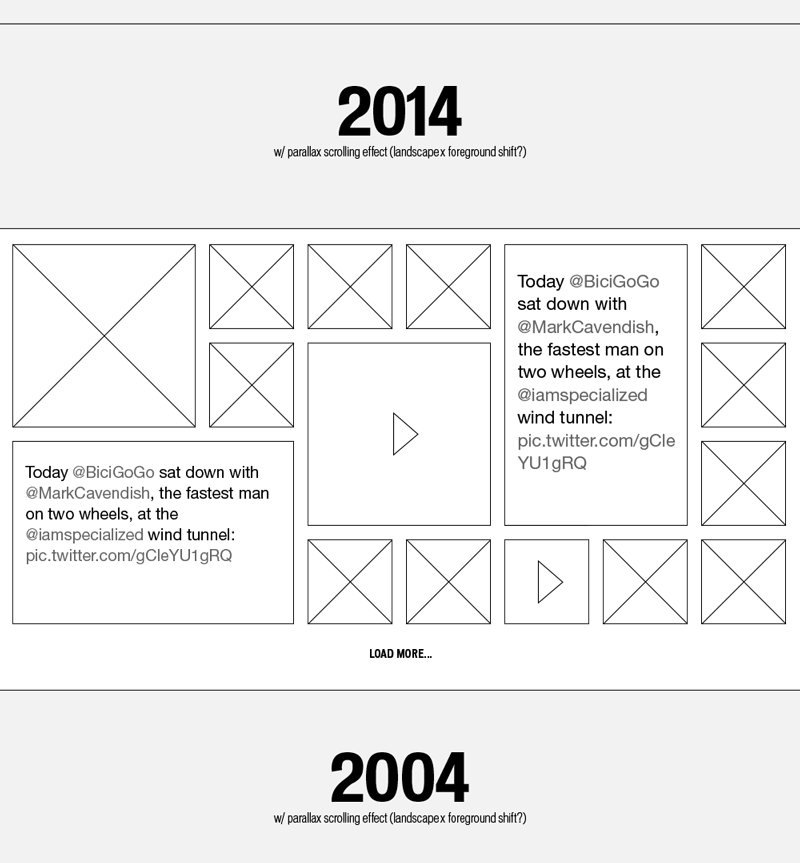 2014
w/ parallax scrolling effect (landscape x foreground shift?)
Today @BiciGoGo
sat down with
@MarkCavendish,
the fastest man on
two wheels, at the
@iamspecialized
wind tunnel:
pic.twitter.com/gCle
YU1gRQ
Today @BiciGoGo sat down with
@MarkCavendish, the fastest man
on two wheels, at the
@iamspecialized wind tunnel:
pic.twitter.com/gCleYU1gRQ
LOAD MORE...
2004
w/ parallax scrolling effect (landscape x foreground shift?)